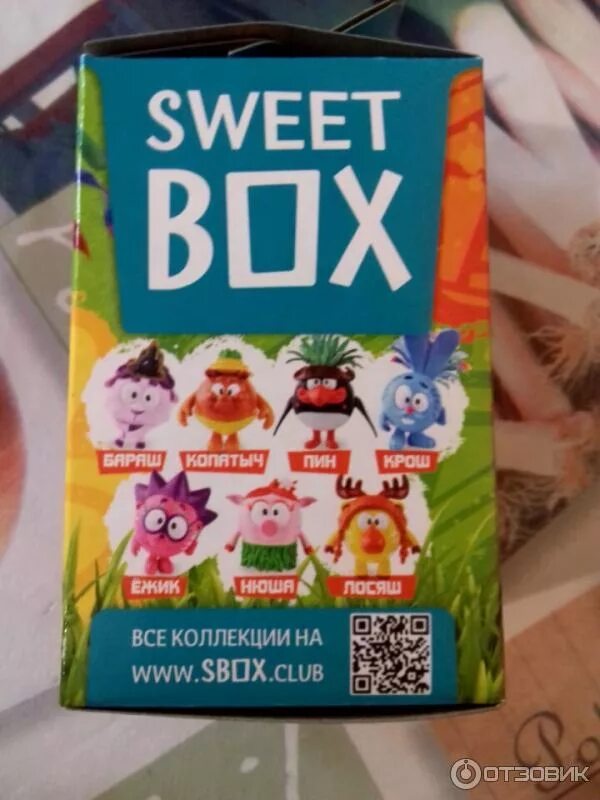 SWEET
BOX
БАРАШ КОПАТЫЧ ПИН КРОШ
ЁЖИК НЮША ЛОСЯШ
ВСЕ КОЛЛЕКЦИИ НА
WWW.SBOX.CLUB
ОТЗОВИК